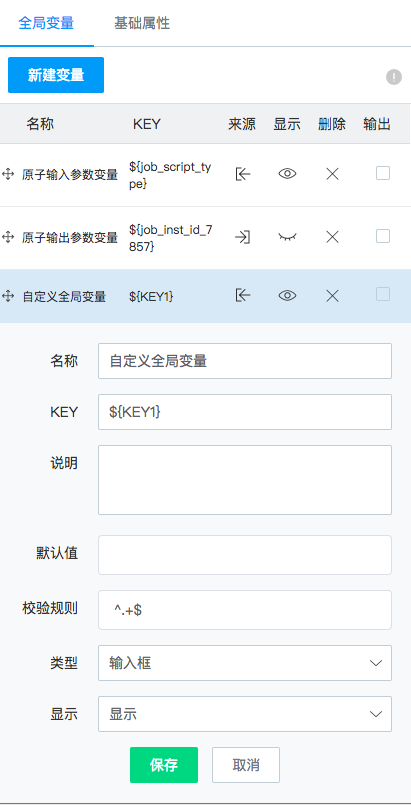 全局变量 基础属性
新建变量
!
名称 KEY 来源 显示 删除 输出
原子输入参数变量 ${job_script_ty
pe}
原子输出参数变量 ${job_inst_id_7
857}
自定义全局变量 ${KEY1}
名称 自定义全局变量
KEY ${KEY1}
说明
默认值
校验规则 ^.+$
类型 输入框
显示 显示
保存 取消